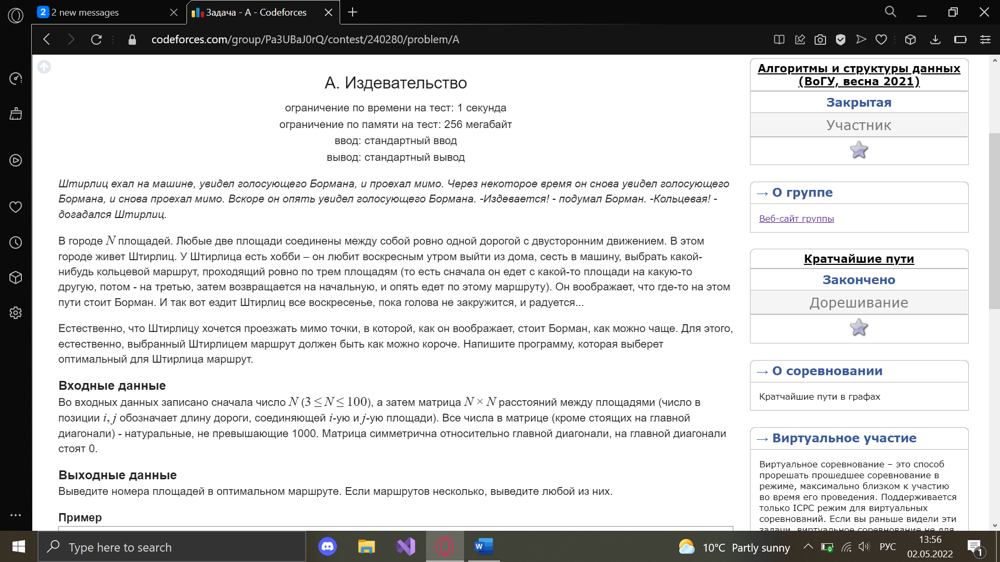 2 2 new messages
Задача - A - Codeforces
codeforces.com/group/Pa3UBaJ0rQ/contest/240280/problem/A
A. Издевательство
ограничение по времени на тест: 1 секунда
ограничение по памяти на тест: 256 мегабайт
ввод: стандартный ввод
вывод: стандартный вывод
Штирлиц ехал на машине, увидел голосующего Бормана, и проехал мимо. Через некоторое время он снова увидел голосующего
Бормана, и снова проехал мимо. Вскоре он опять увидел голосующего Бормана. -Издевается! - подумал Борман. -Кольцевая! -
догадался Штирлиц.
В городе N площадей. Любые две площади соединены между собой ровно одной дорогой с двусторонним движением. В этом
городе живет Штирлиц. У Штирлица есть хобби – он любит воскресным утром выйти из дома, сесть в машину, выбрать какой-
нибудь кольцевой маршрут, проходящий ровно по трем площадям (то есть сначала он едет с какой-то площади на какую-то
другую, потом - на третью, затем возвращается на начальную, и опять едет по этому маршруту). Он воображает, что где-то на этом
пути стоит Борман. И так вот ездит Штирлиц все воскресенье, пока голова не закружится, и радуется...
Естественно, что Штирлицу хочется проезжать мимо точки, в которой, как он воображает, стоит Борман, как можно чаще. Для этого,
естественно, выбранный Штирлицем маршрут должен быть как можно короче. Напишите программу, которая выберет
оптимальный для Штирлица маршрут.
Входные данные
Во входных данных записано сначала число N (3 ≤ N ≤ 100), а затем матрица N × N расстояний между площадями (число в
позиции i, j обозначает длину дороги, соединяющей i-ую и j-ую площади). Все числа в матрице (кроме стоящих на главной
диагонали) - натуральные, не превышающие 1000. Матрица симметрична относительно главной диагонали, на главной диагонали
стоят 0.
Выходные данные
Выведите номера площадей в оптимальном маршруте. Если маршрутов несколько, выведите любой из них.
Пример
Алгоритмы и структуры данных
(ВоГУ, весна 2021)
Закрытая
Участник
→ О группе
Веб-сайт группы
Кратчайшие пути
Закончено
Дорешивание
→ О соревновании
Кратчайшие пути в графах
→ Виртуальное участие
Виртуальное соревнование – это способ
прорешать прошедшее соревнование в
режиме, максимально близком к участию
во время его проведения. Поддерживается
только ICPC режим для виртуальных
соревнований. Если вы раньше видели эти
задачи, виртуальное соревнование не для
Type here to search
W
10°C Partly sunny
РУС
13:56
02.05.2022
1